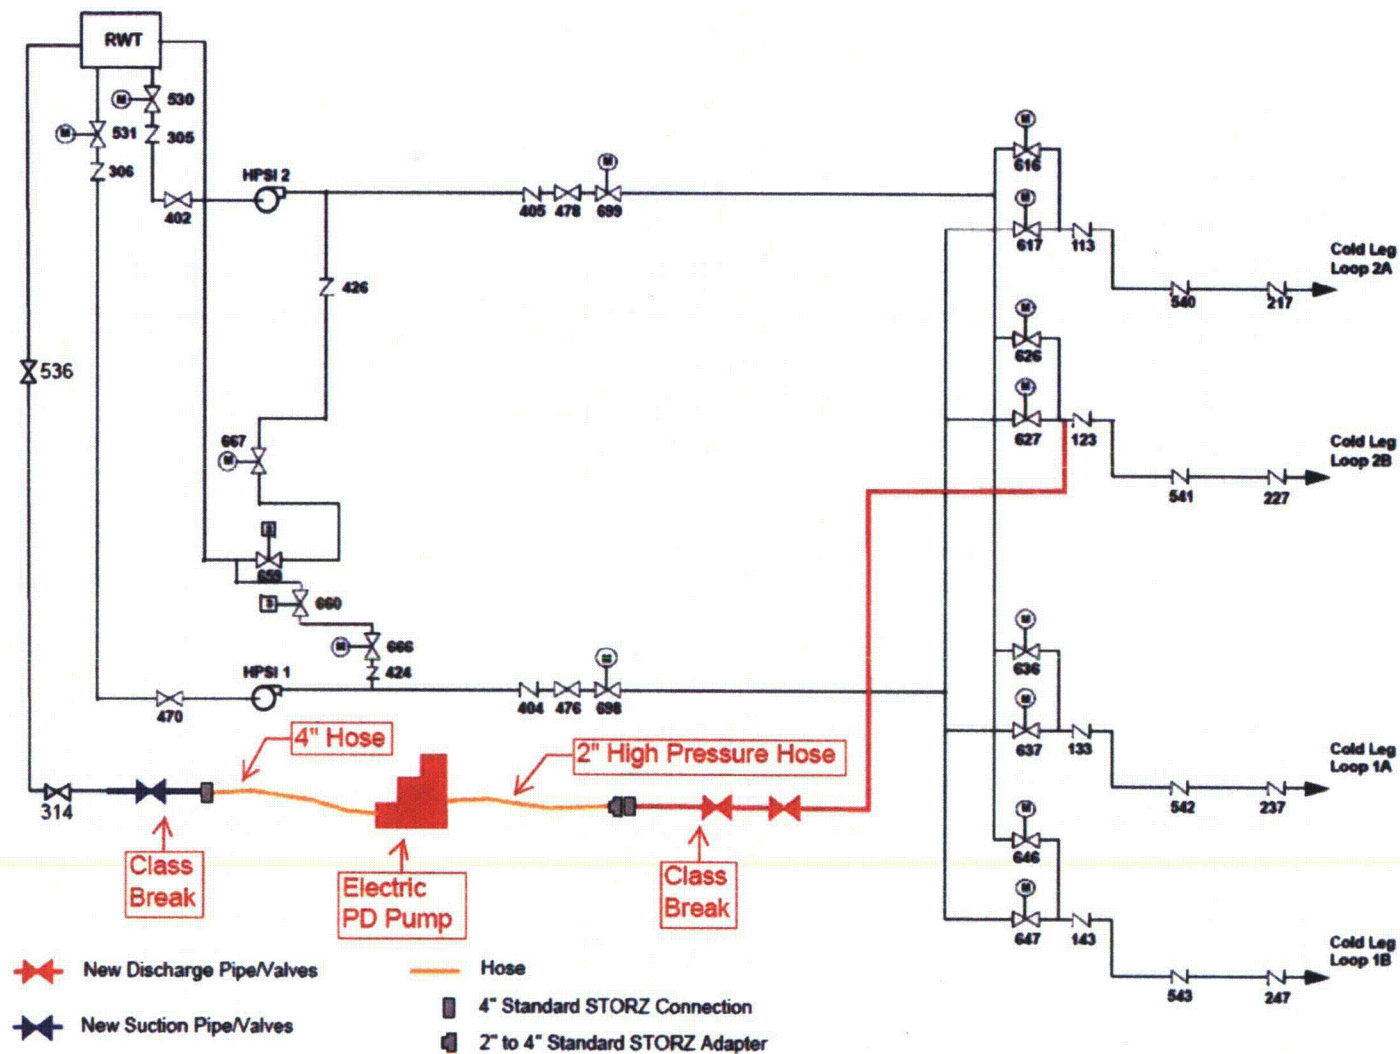 RWT
M
530
M
531
305
306
HPSI 2
402
M
405
478
699
M
616
M
617
113
Cold Leg
Loop 2A
540
217
426
M
626
536
M
627
123
Cold Leg
Loop 2B
667
M
541
227
S
659
S
660
M
666
424
M
636
HPSI 1
470
M
404
476
698
M
637
133
Cold Leg
Loop 1A
4" Hose
2" High Pressure Hose
542
237
314
M
646
Class
Break
Electric
PD Pump
Class
Break
M
647
143
Cold Leg
Loop 1B
543
247
New Discharge Pipe/Valves
Hose
4" Standard STORZ Connection
New Suction Pipe/Valves
2" to 4" Standard STORZ Adapter